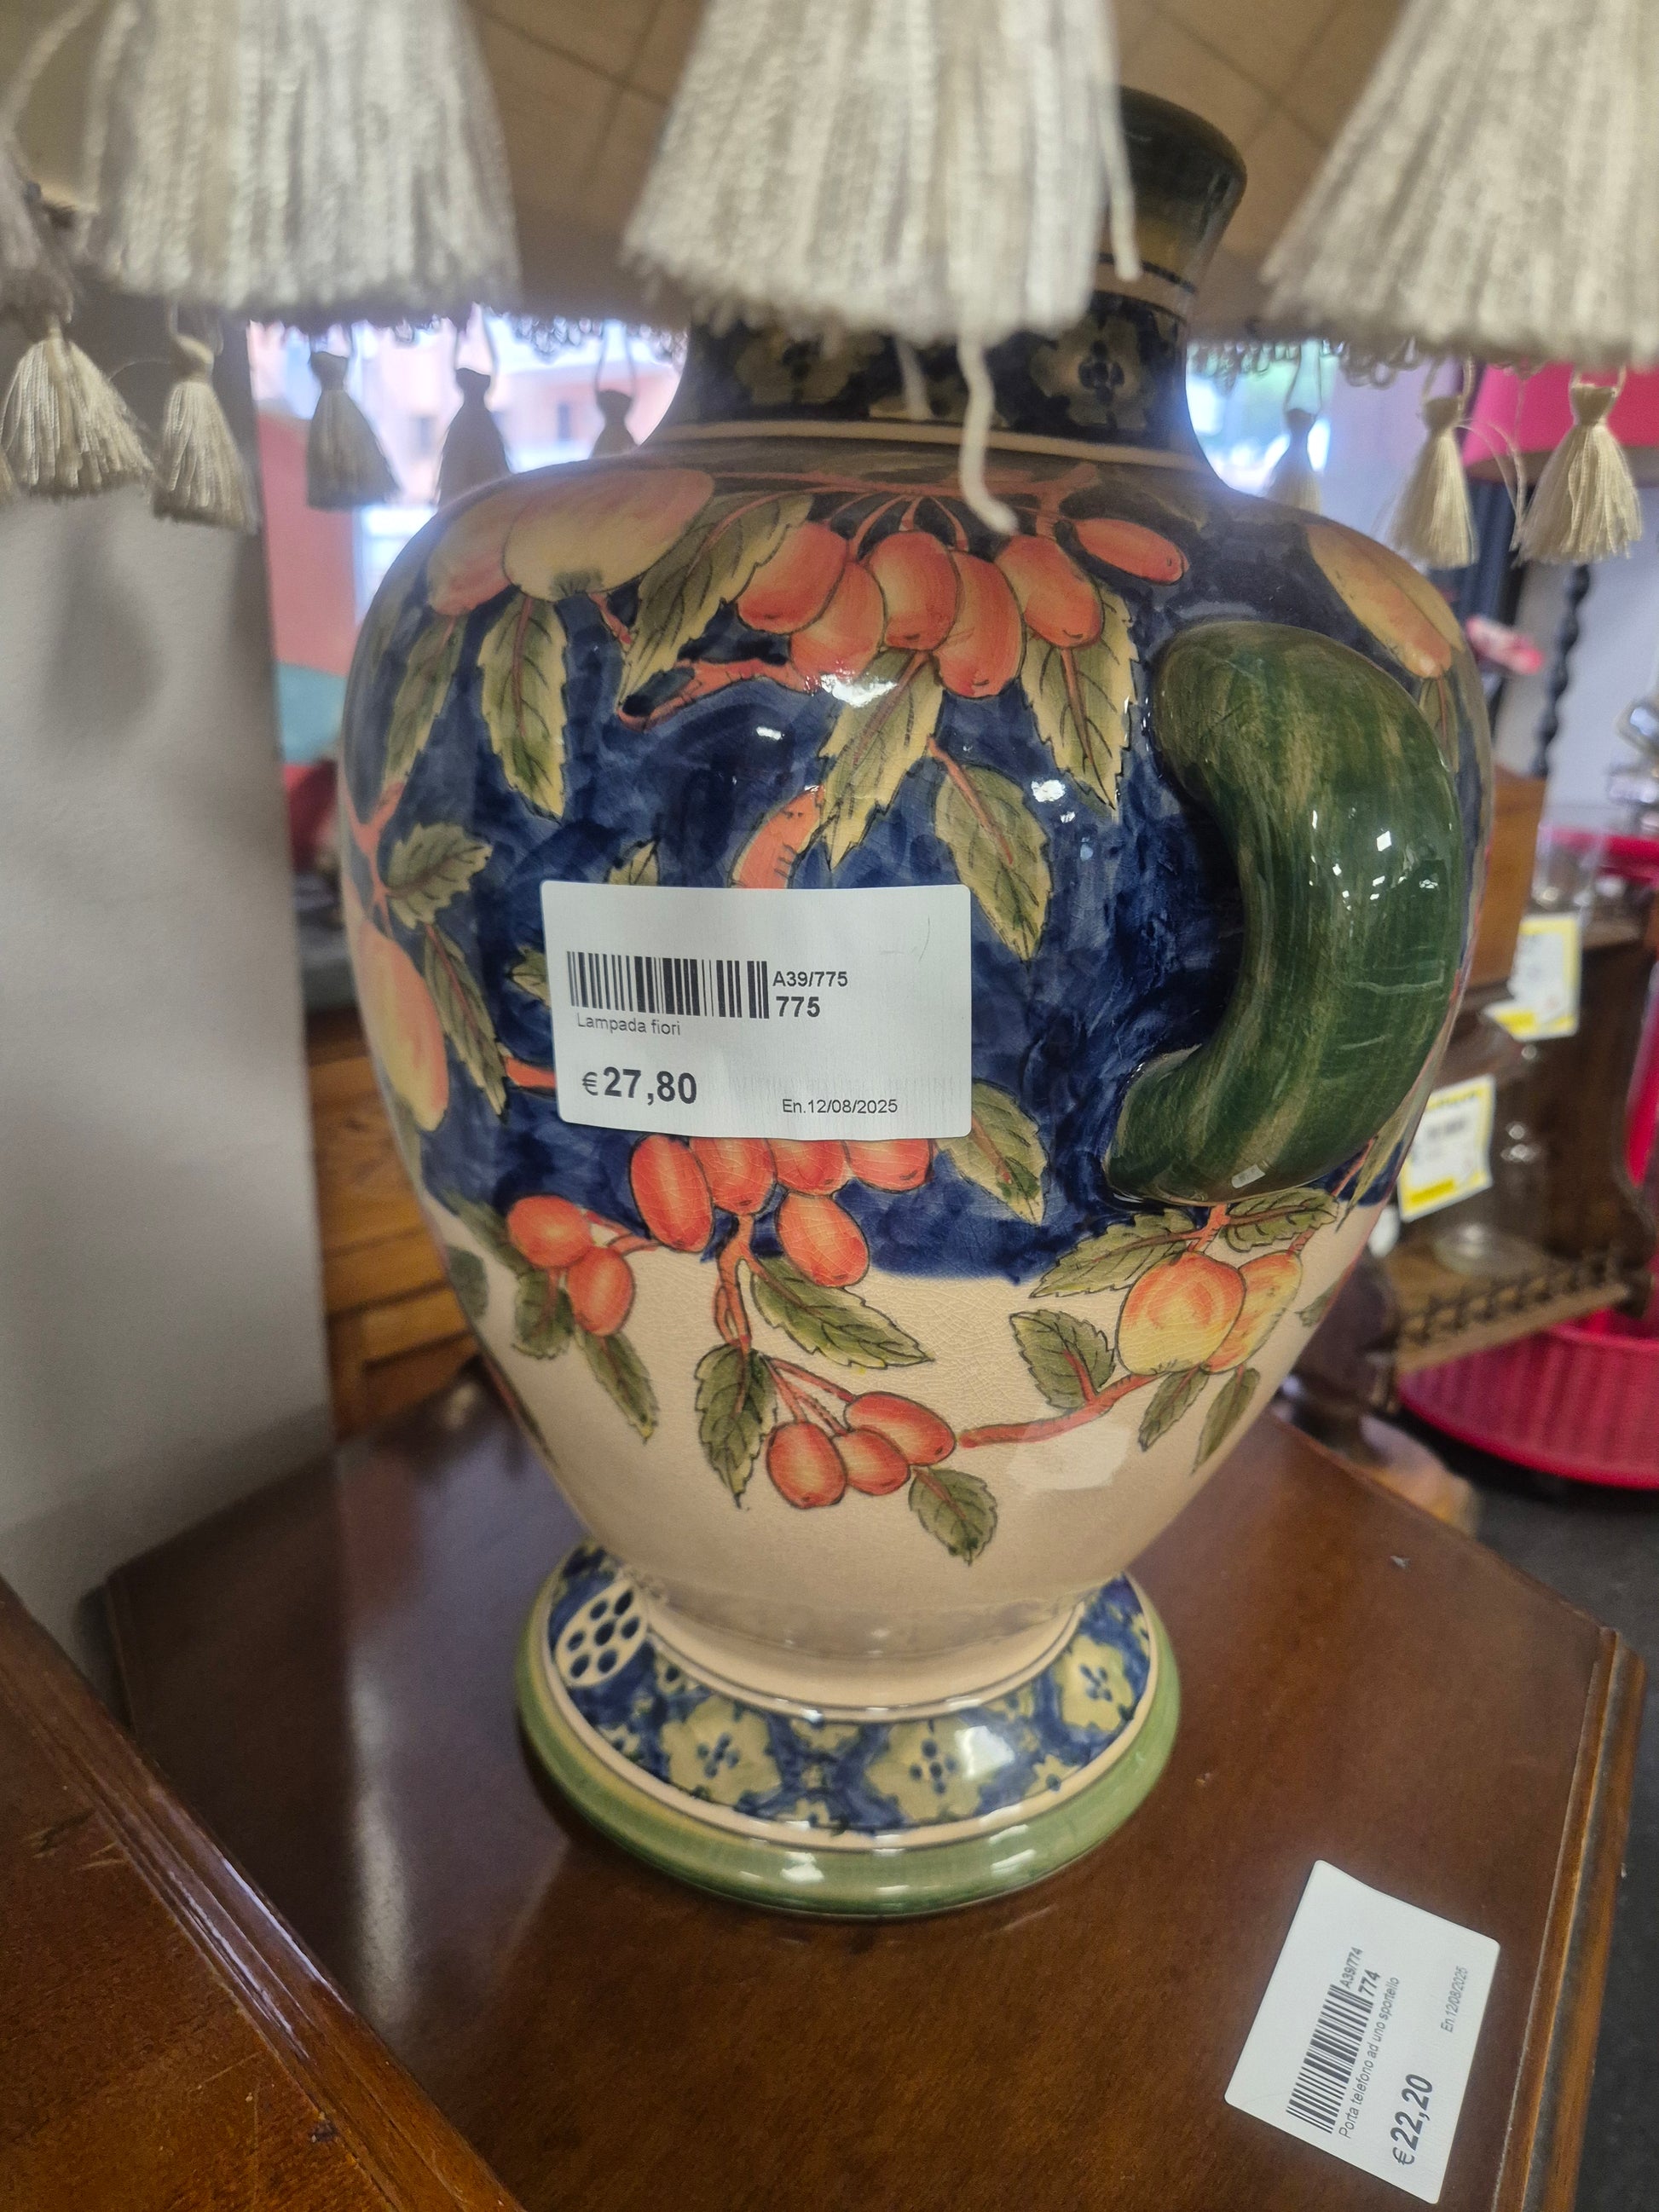 A39/775
775
Lampada fiori
€27,80
En.12/08/2025
A39/774
774
Porta telefono ad uno sportello
€22,20
En.12/08/2025